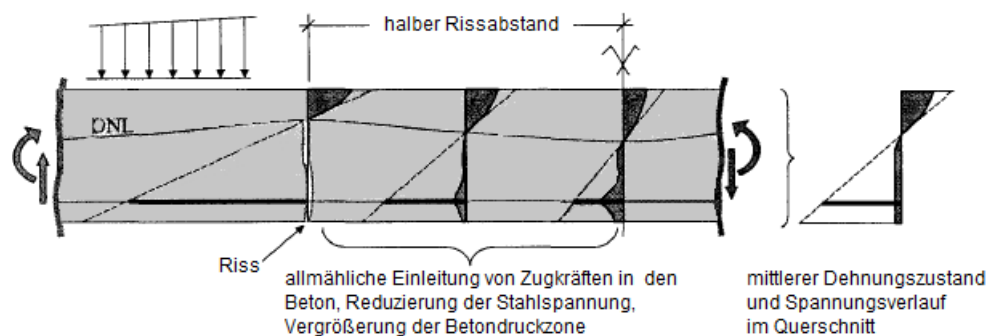 halber Rissabstand
DNL
Riss
allmähliche Einleitung von Zugkräften in den
Beton, Reduzierung der Stahlspannung,
Vergrößerung der Betondruckzone
mittlerer Dehnungszustand
und Spannungsverlauf
im Querschnitt